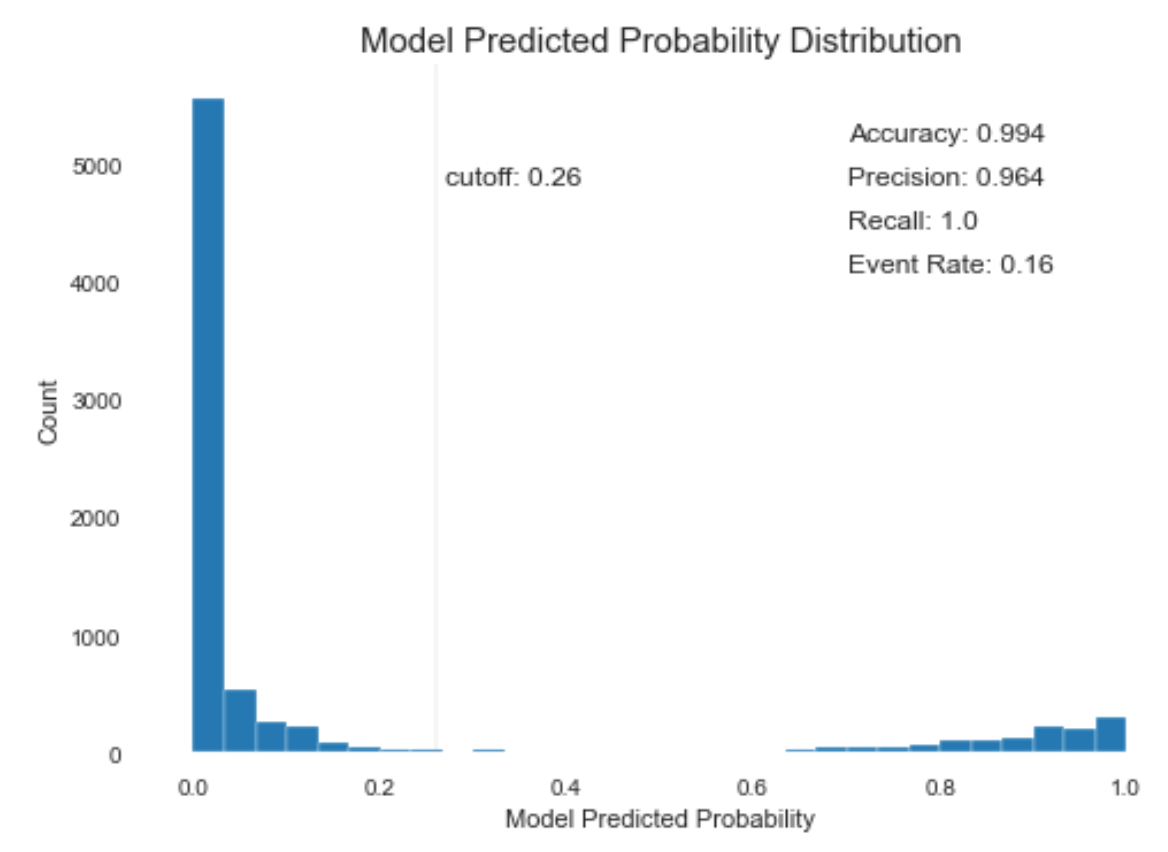 Model Predicted Probability Distribution
Accuracy: 0.994
cutoff: 0.26
Precision: 0.964
Recall: 1.0
Event Rate: 0.16
Count
5000
4000
3000
2000
1000
0
0.0 0.2 0.4 0.6 0.8 1.0
Model Predicted Probability